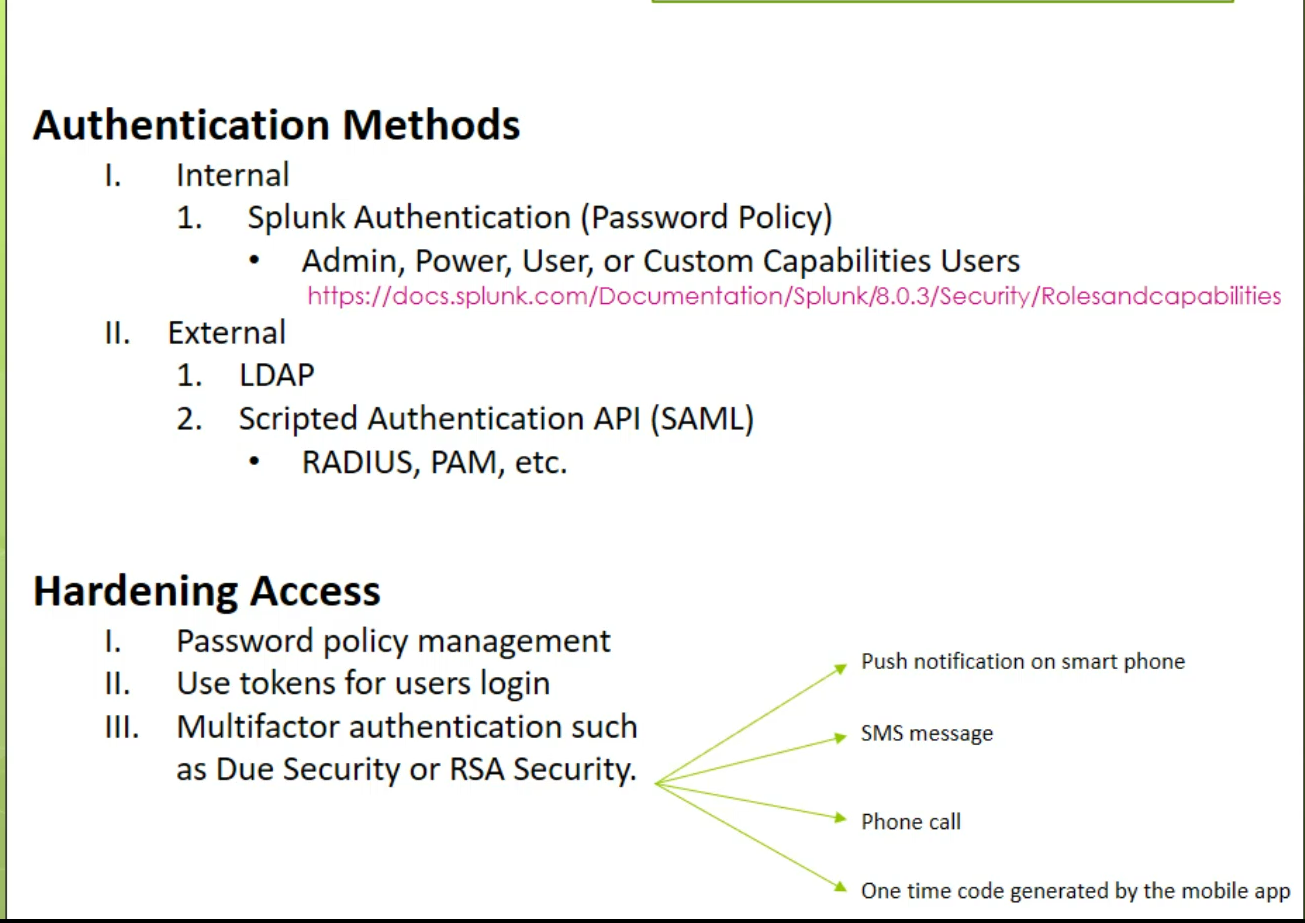 Authentication Methods
I. Internal
1. Splunk Authentication (Password Policy)
• Admin, Power, User, or Custom Capabilities Users
https://docs.splunk.com/Documentation/Splunk/8.0.3/Security/Rolesandcapabilities
II. External
1. LDAP
2. Scripted Authentication API (SAML)
• RADIUS, PAM, etc.
Hardening Access
I. Password policy management
II. Use tokens for users login
III. Multifactor authentication such
as Due Security or RSA Security.
Push notification on smart phone
SMS message
Phone call
One time code generated by the mobile app